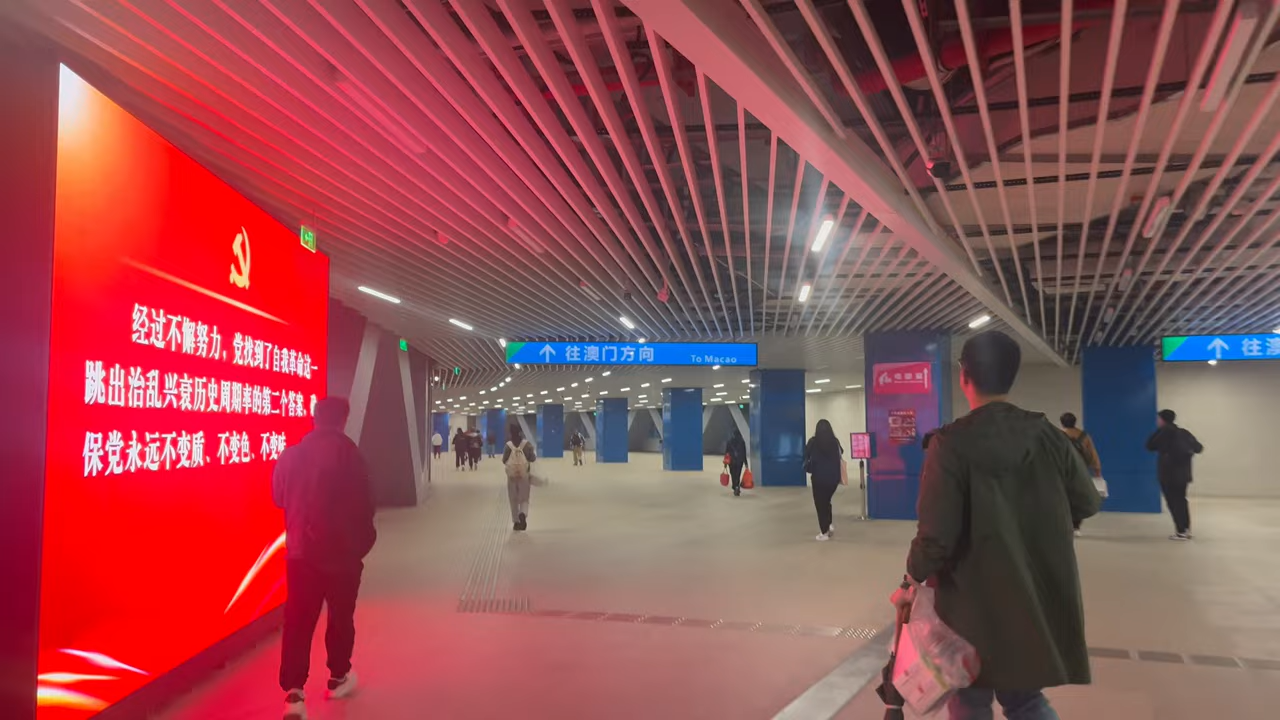 经过不懈努力，党找到了自我革命这一
跳出治乱兴衰历史周期率的第二个答案，
保党永远不变质、不变色、不变味
往澳门方向
To Macao
往澳